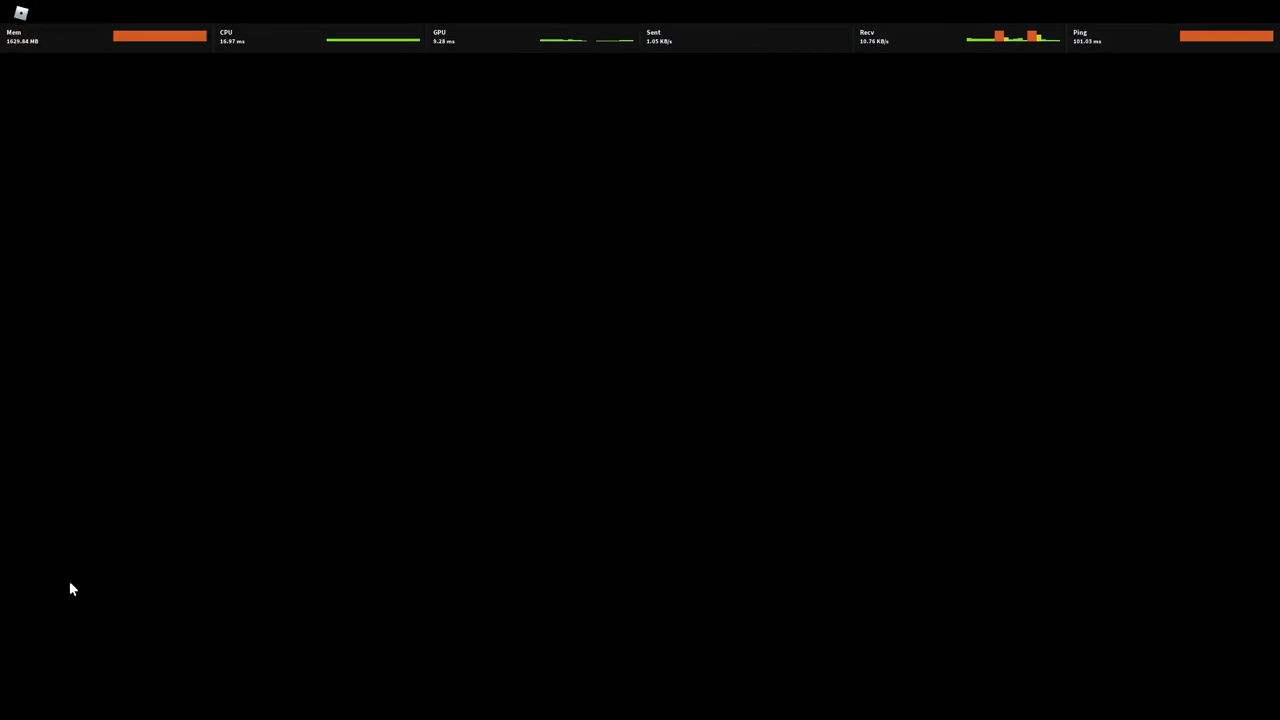 Mem
1629.84 MB
CPU
16.97 ms
GPU
9.28 ms
Sent
1.05 KB/s
Recv
10.76 KB/s
Ping
101.03 ms